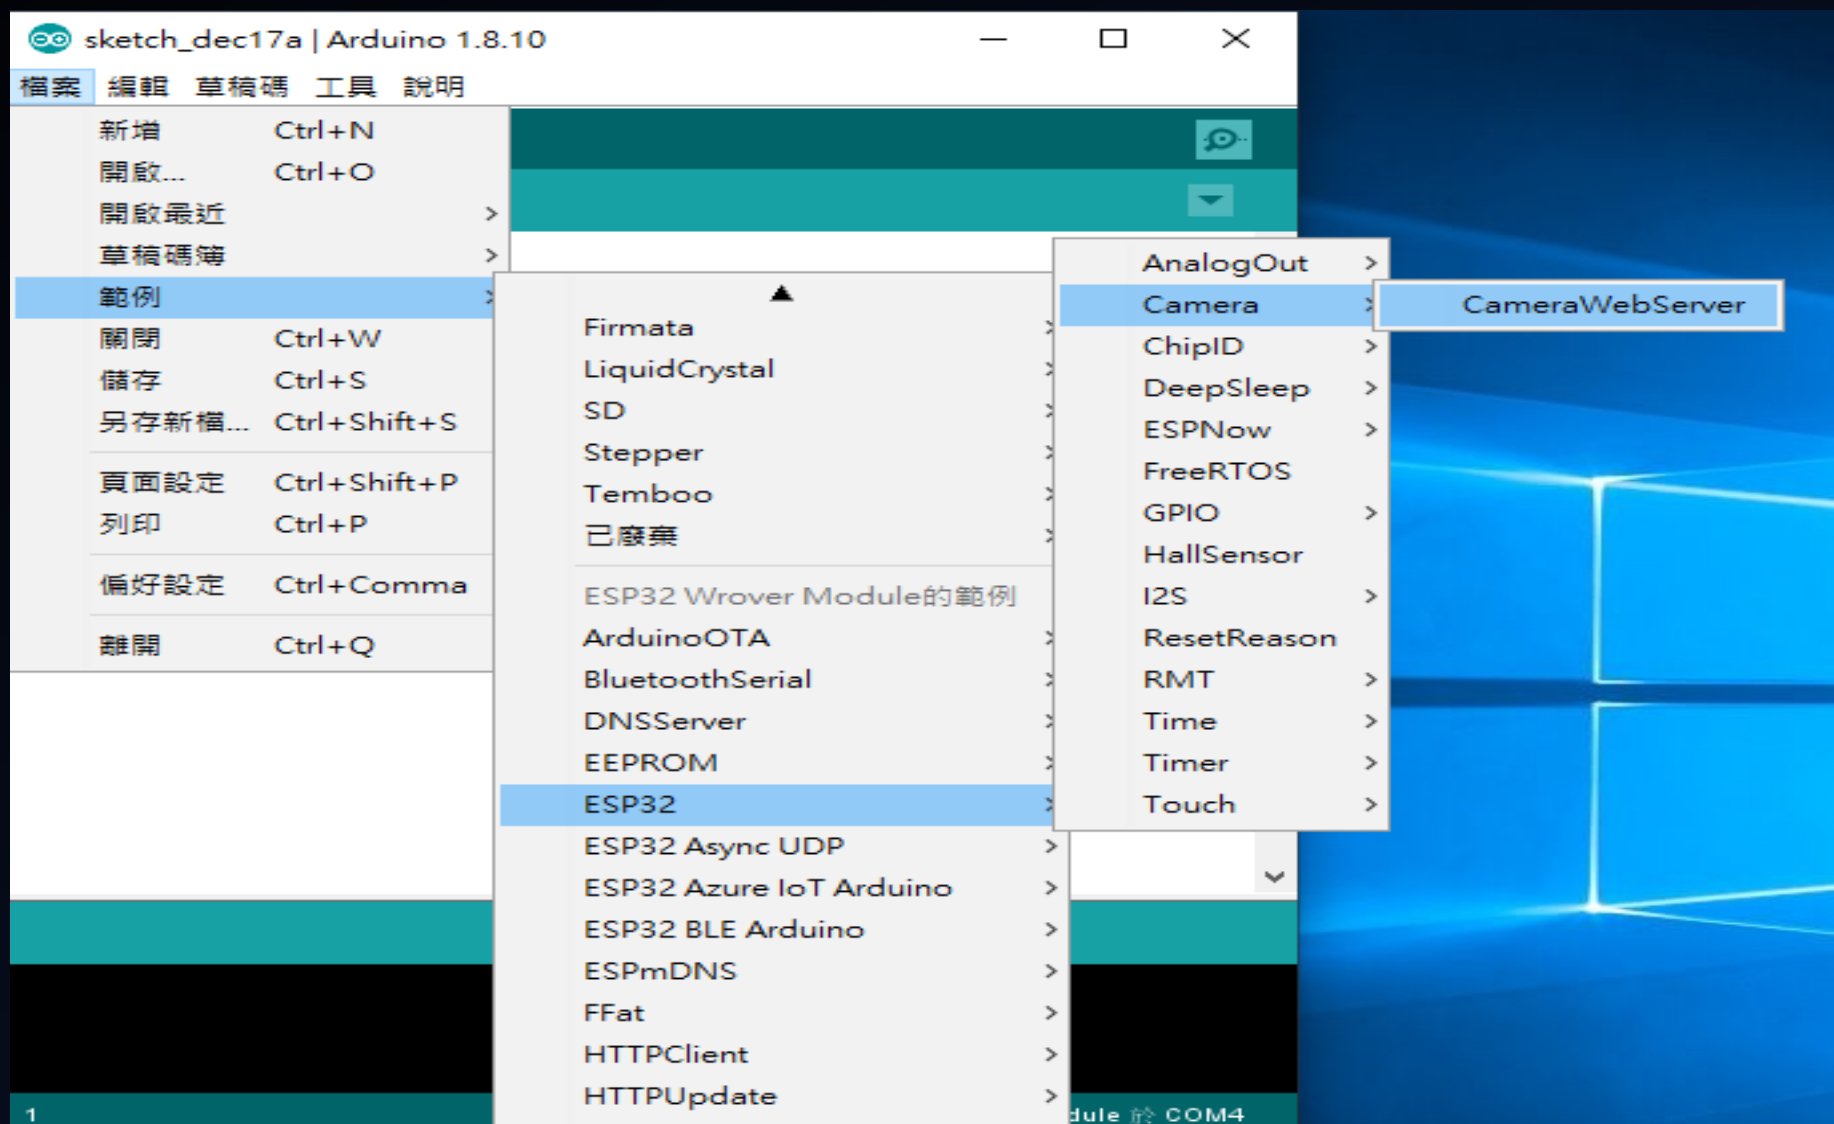 sketch_dec17a | Arduino 1.8.10
檔案 編輯 草稿碼 工具 說明
新增 Ctrl+N
開啟... Ctrl+O
開啟最近
草稿碼簿
範例
關閉 Ctrl+W
儲存 Ctrl+S
另存新檔... Ctrl+Shift+S
頁面設定 Ctrl+Shift+P
列印 Ctrl+P
偏好設定 Ctrl+Comma
離開 Ctrl+Q
Firmata
LiquidCrystal
SD
Stepper
Temboo
已廢棄
ESP32 Wrover Module的範例
ArduinoOTA
BluetoothSerial
DNSServer
EEPROM
ESP32
ESP32 Async UDP
ESP32 Azure IoT Arduino
ESP32 BLE Arduino
ESPmDNS
FFat
HTTPClient
HTTPUpdate
AnalogOut
Camera
ChipID
DeepSleep
ESPNow
FreeRTOS
GPIO
HallSensor
I2S
ResetReason
RMT
Time
Timer
Touch
CameraWebServer
1
dule 於 COM4